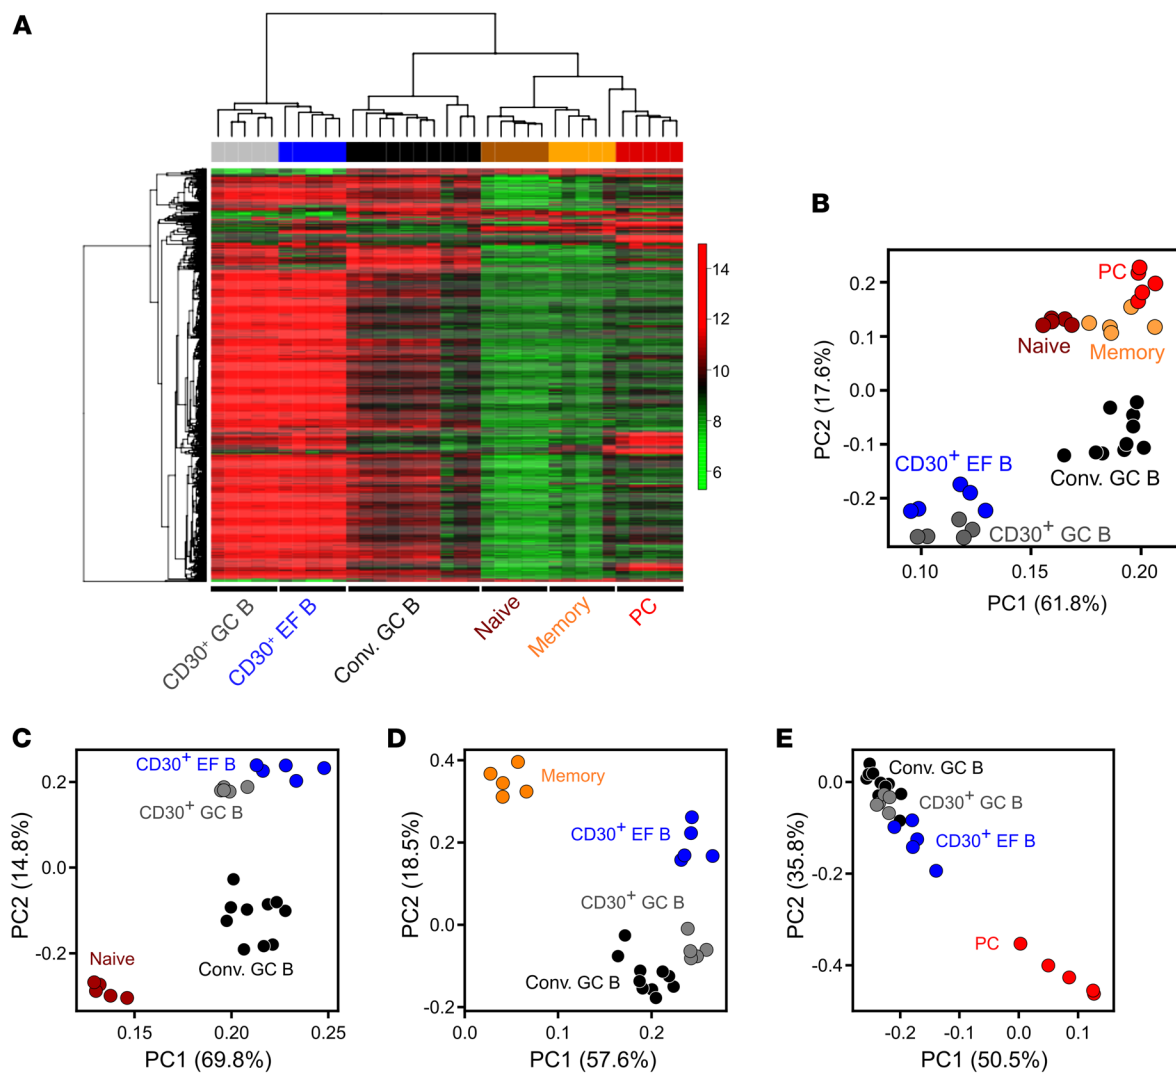 A
14
12
10
8
6
CD30+ GC B
CD30+ EF B
Conv. GC B
Naive
Memory
PC
B
PC2 (17.6%)
0.2
0.1
0.0
-0.1
-0.2
PC
Naive
Memory
CD30+ EF B
Conv. GC B
CD30+ GC B
0.10
0.15
0.20
PC1 (61.8%)
C
PC2 (14.8%)
0.2
0.0
-0.2
CD30+ EF B
CD30+ GC B
Naive
Conv. GC B
0.15
0.20
0.25
PC1 (69.8%)
D
PC2 (18.5%)
0.4
0.2
0.0
-0.2
Memory
CD30+ EF B
CD30+ GC B
Conv. GC B
0.0
0.1
0.2
PC1 (57.6%)
E
PC2 (35.8%)
0.0
-0.2
-0.4
Conv. GC B
CD30+ GC B
CD30+ EF B
PC
-0.2
-0.1
0.0
0.1
PC1 (50.5%)